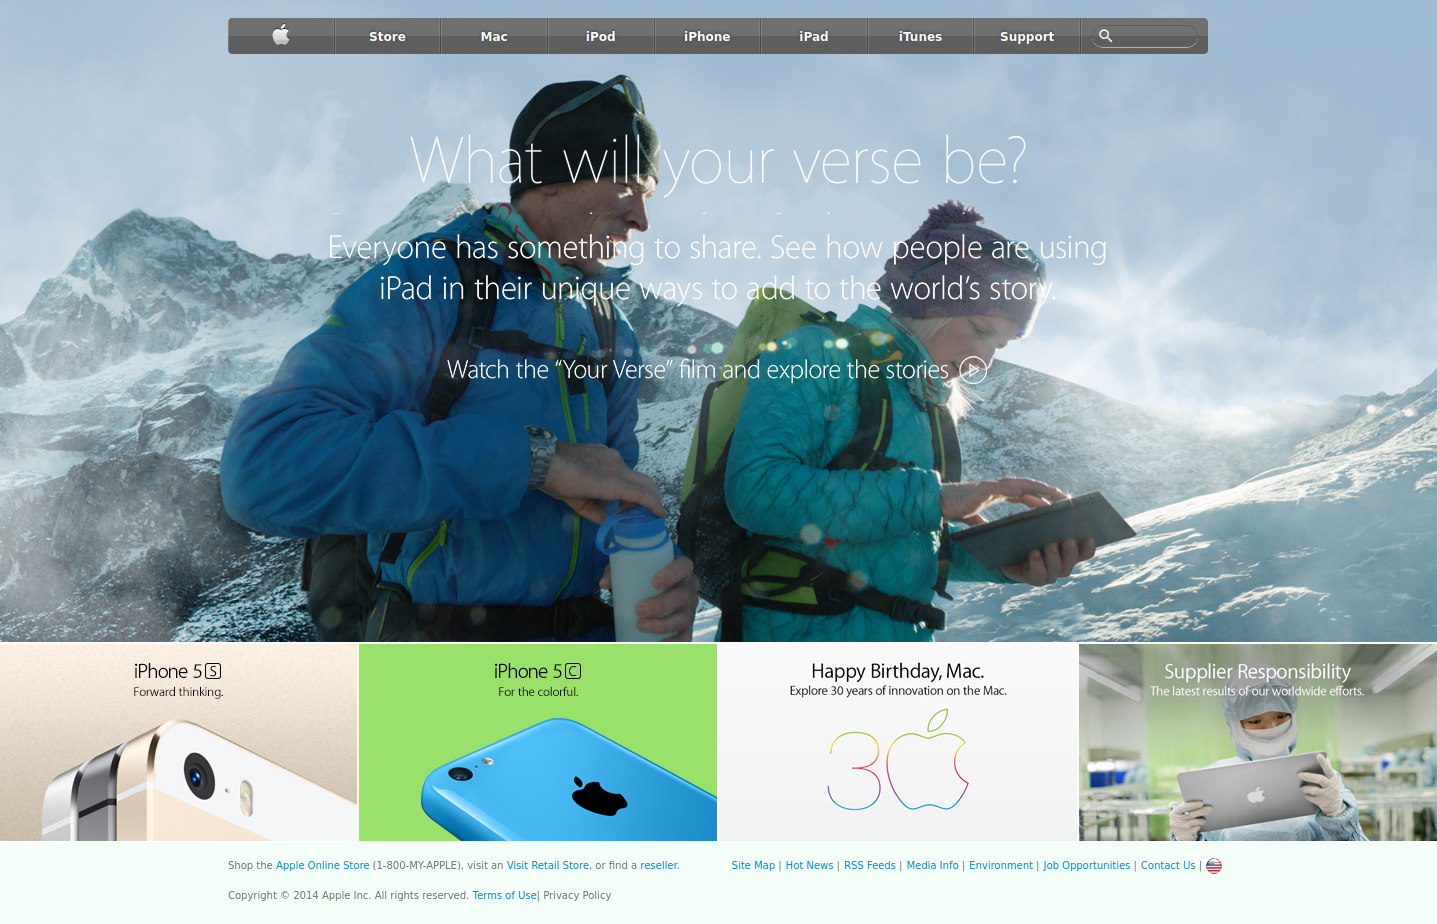 Store Mac iPod iPhone iPad iTunes Support
What will your verse be?
Everyone has something to share. See how people are using
iPad in their unique ways to add to the world's story.
Watch the “Your Verse” film and explore the stories
iPhone 5S
Forward thinking.
iPhone 5C
For the colorful.
Happy Birthday, Mac.
Explore 30 years of innovation on the Mac.
30
Supplier Responsibility
The latest results of our worldwide efforts.
Shop the Apple Online Store (1-800-MY-APPLE), visit an Visit Retail Store, or find a reseller.
Site Map | Hot News | RSS Feeds | Media Info | Environment | Job Opportunities | Contact Us |
Copyright © 2014 Apple Inc. All rights reserved. Terms of Use| Privacy Policy